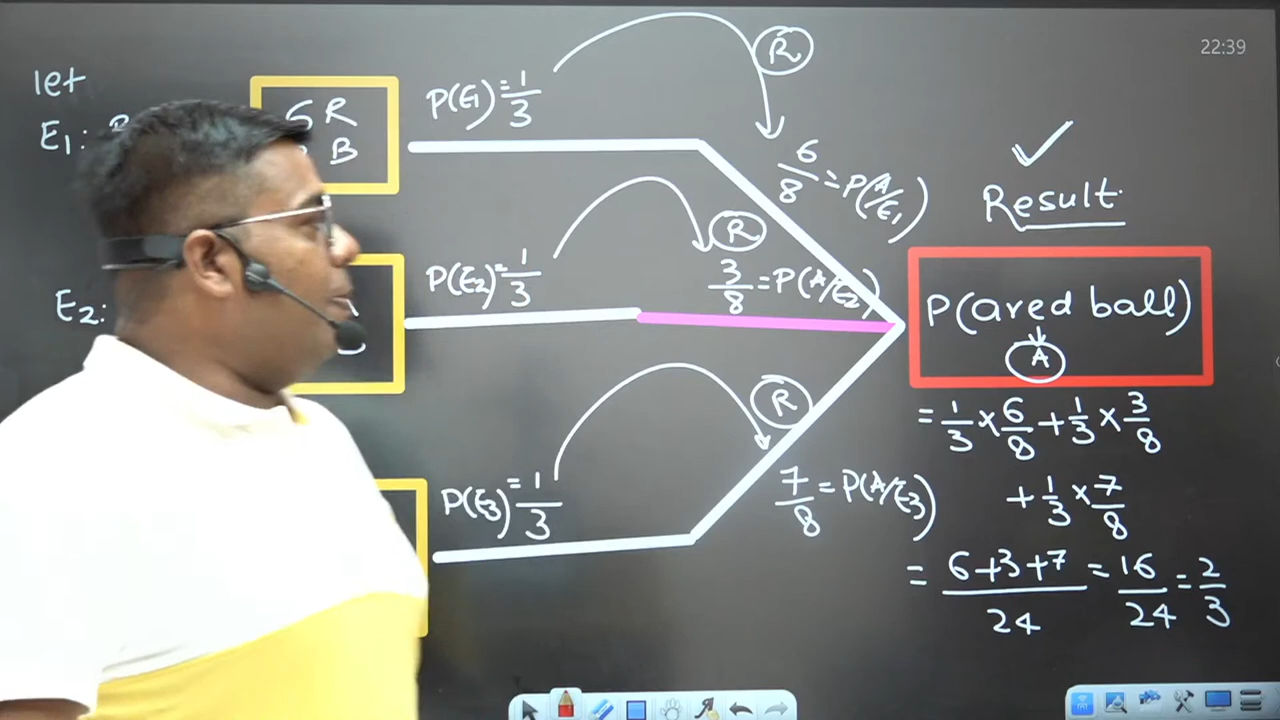 22:39
let
E1:
6 R
B
P(E1) = 1/3
R
6/8 = P(A/E1)
✓
Result
E2:
P(E2) = 1/3
R
3/8 = P(A/E2)
P(a red ball)
A
P(E3) = 1/3
R
7/8 = P(A/E3)
= 1/3 × 6/8 + 1/3 × 3/8
+ 1/3 × 7/8
= 6+3+7/24 = 16/24 = 2/3